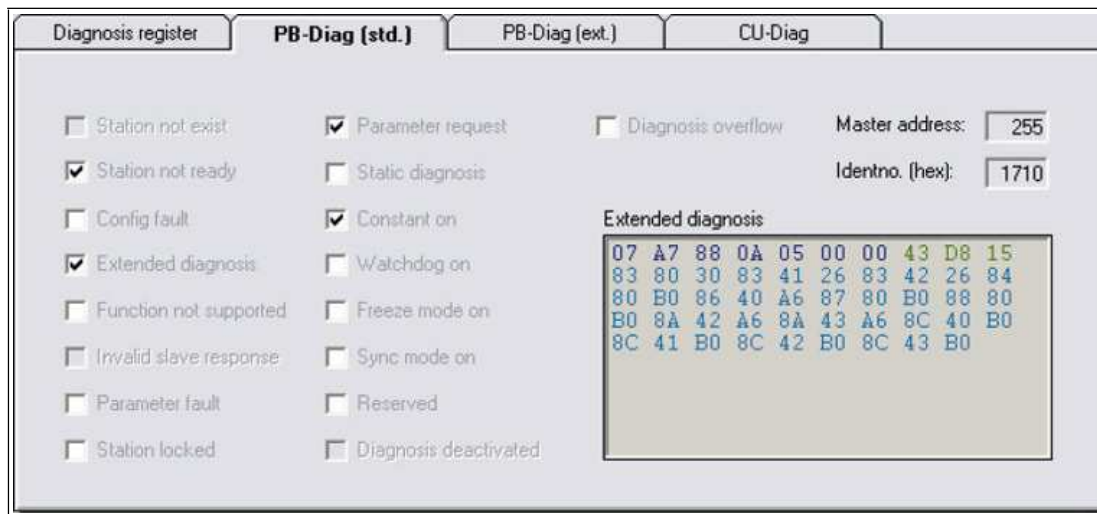 Diagnosis register PB-Diag (std.) PB-Diag (ext.) CU-Diag
Station not exist Parameter request Diagnosis overflow Master address: 255
Station not ready Static diagnosis Identno. (hex): 1710
Config fault Constant on Extended diagnosis
07 A7 88 0A 05 00 00 43 D8 15
Extended diagnosis Watchdog on 83 80 30 83 41 26 83 42 26 84
80 B0 86 40 A6 87 80 B0 88 80
Function not supported Freeze mode on B0 8A 42 A6 8A 43 A6 8C 40 B0
8C 41 B0 8C 42 B0 8C 43 B0
Invalid slave response Sync mode on
Parameter fault Reserved
Station locked Diagnosis deactivated